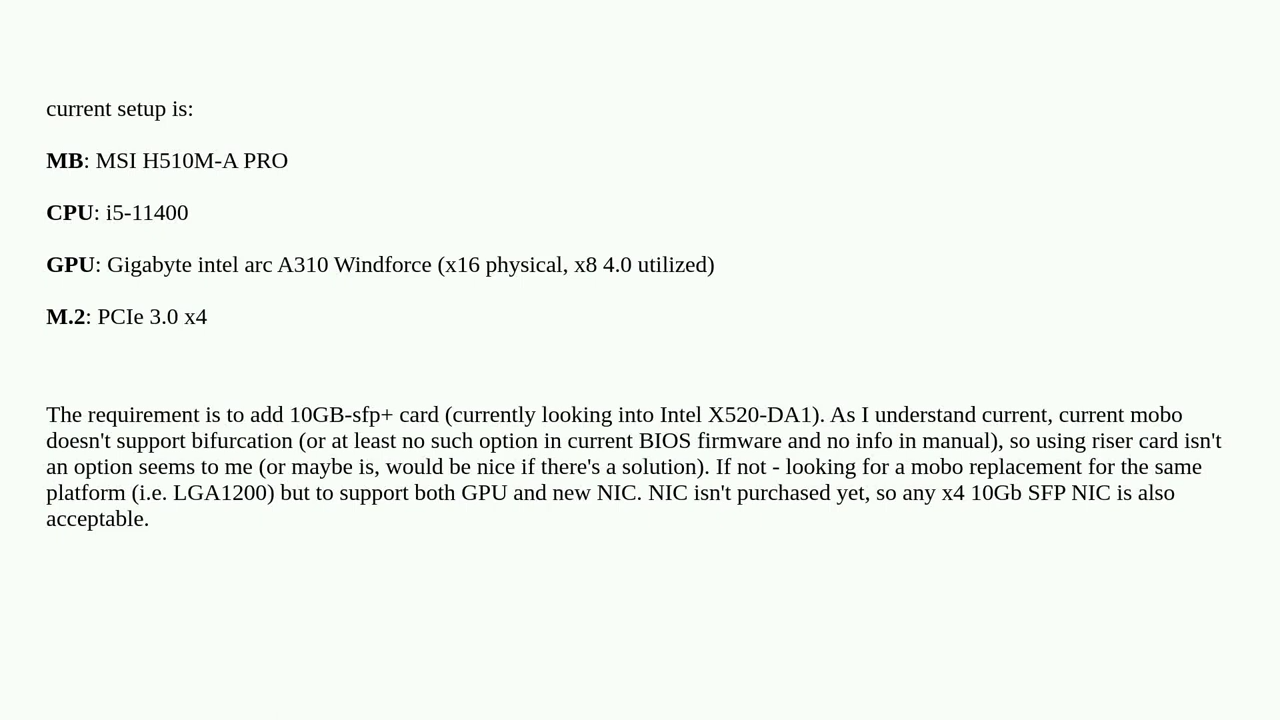 current setup is:
MB: MSI H510M-A PRO
CPU: i5-11400
GPU: Gigabyte intel arc A310 Windforce (x16 physical, x8 4.0 utilized)
M.2: PCIe 3.0 x4
The requirement is to add 10GB-sfp+ card (currently looking into Intel X520-DA1). As I understand current, current mobo
doesn't support bifurcation (or at least no such option in current BIOS firmware and no info in manual), so using riser card isn't
an option seems to me (or maybe is, would be nice if there's a solution). If not - looking for a mobo replacement for the same
platform (i.e. LGA1200) but to support both GPU and new NIC. NIC isn't purchased yet, so any x4 10Gb SFP NIC is also
acceptable.